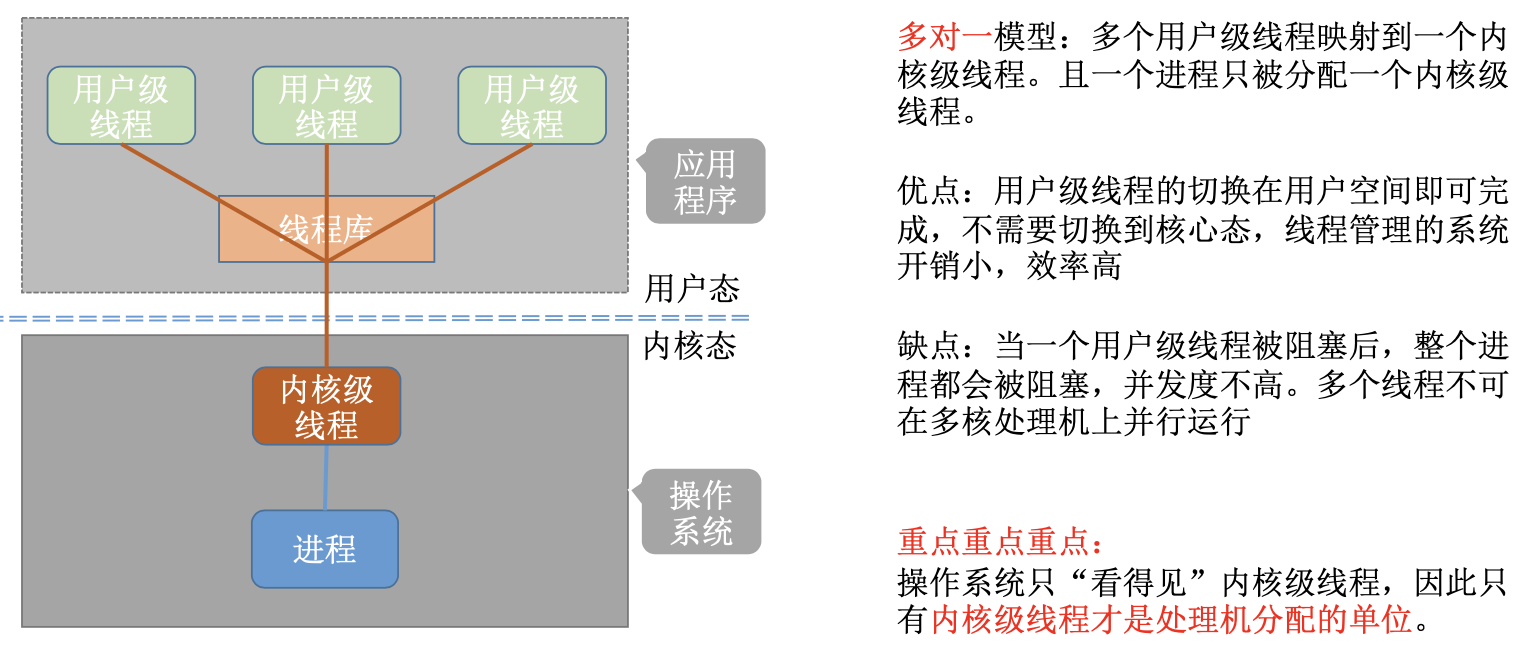 用户级
线程
用户级
线程
用户级
线程
线程库
应用
程序
用户态
内核态
内核级
线程
进程
操作
系统
多对一模型：多个用户级线程映射到一个内
核级线程。且一个进程只被分配一个内核级
线程。
优点：用户级线程的切换在用户空间即可完
成，不需要切换到核心态，线程管理的系统
开销小，效率高
缺点：当一个用户级线程被阻塞后，整个进
程都会被阻塞，并发度不高。多个线程不可
在多核处理机上并行运行
重点重点重点：
操作系统只“看得见”内核级线程，因此只
有内核级线程才是处理机分配的单位。